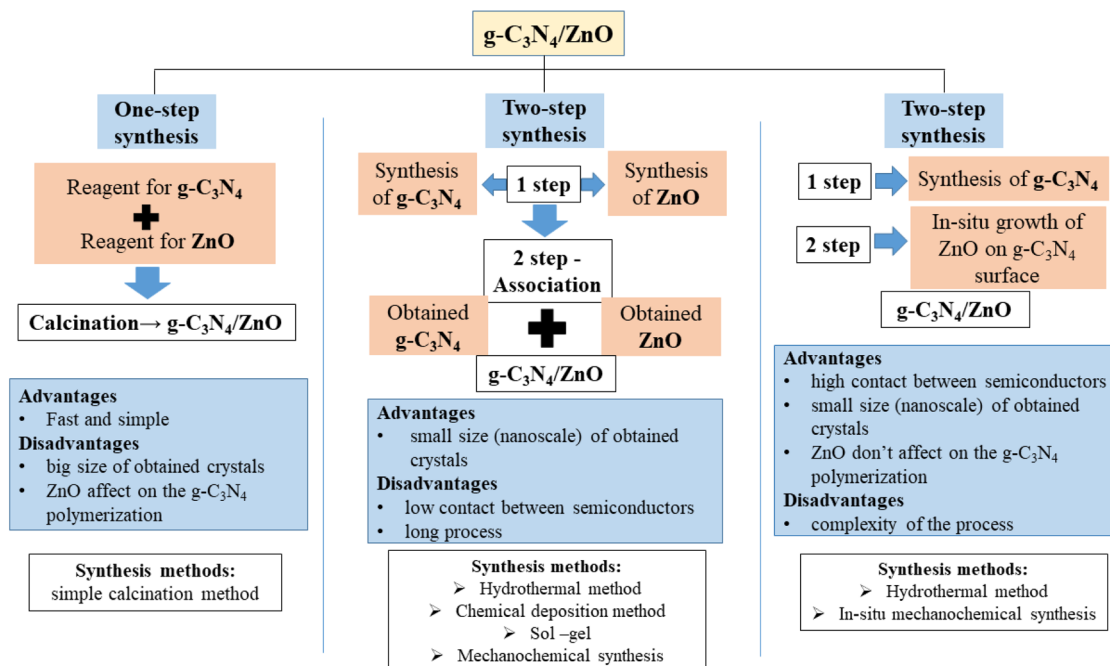 g-C₃N₄/ZnO
One-step
synthesis
Reagent for g-C₃N₄
Reagent for ZnO
Calcination→ g-C₃N₄/ZnO
Advantages
• Fast and simple
Disadvantages
• big size of obtained crystals
• ZnO affect on the g-C₃N₄
polymerization
Synthesis methods:
simple calcination method
Two-step
synthesis
Synthesis
of g-C₃N₄
1 step
Synthesis
of ZnO
2 step -
Association
Obtained
g-C₃N₄
Obtained
ZnO
g-C₃N₄/ZnO
Advantages
• small size (nanoscale) of obtained
crystals
Disadvantages
• low contact between semiconductors
• long process
Synthesis methods:
➢ Hydrothermal method
➢ Chemical deposition method
➢ Sol –gel
➢ Mechanochemical synthesis
Two-step
synthesis
1 step
Synthesis of g-C₃N₄
2 step
In-situ growth of
ZnO on g-C₃N₄
surface
g-C₃N₄/ZnO
Advantages
• high contact between semiconductors
• small size (nanoscale) of obtained
crystals
• ZnO don’t affect on the g-C₃N₄
polymerization
Disadvantages
• complexity of the process
Synthesis methods:
➢ Hydrothermal method
➢ In-situ mechanochemical synthesis